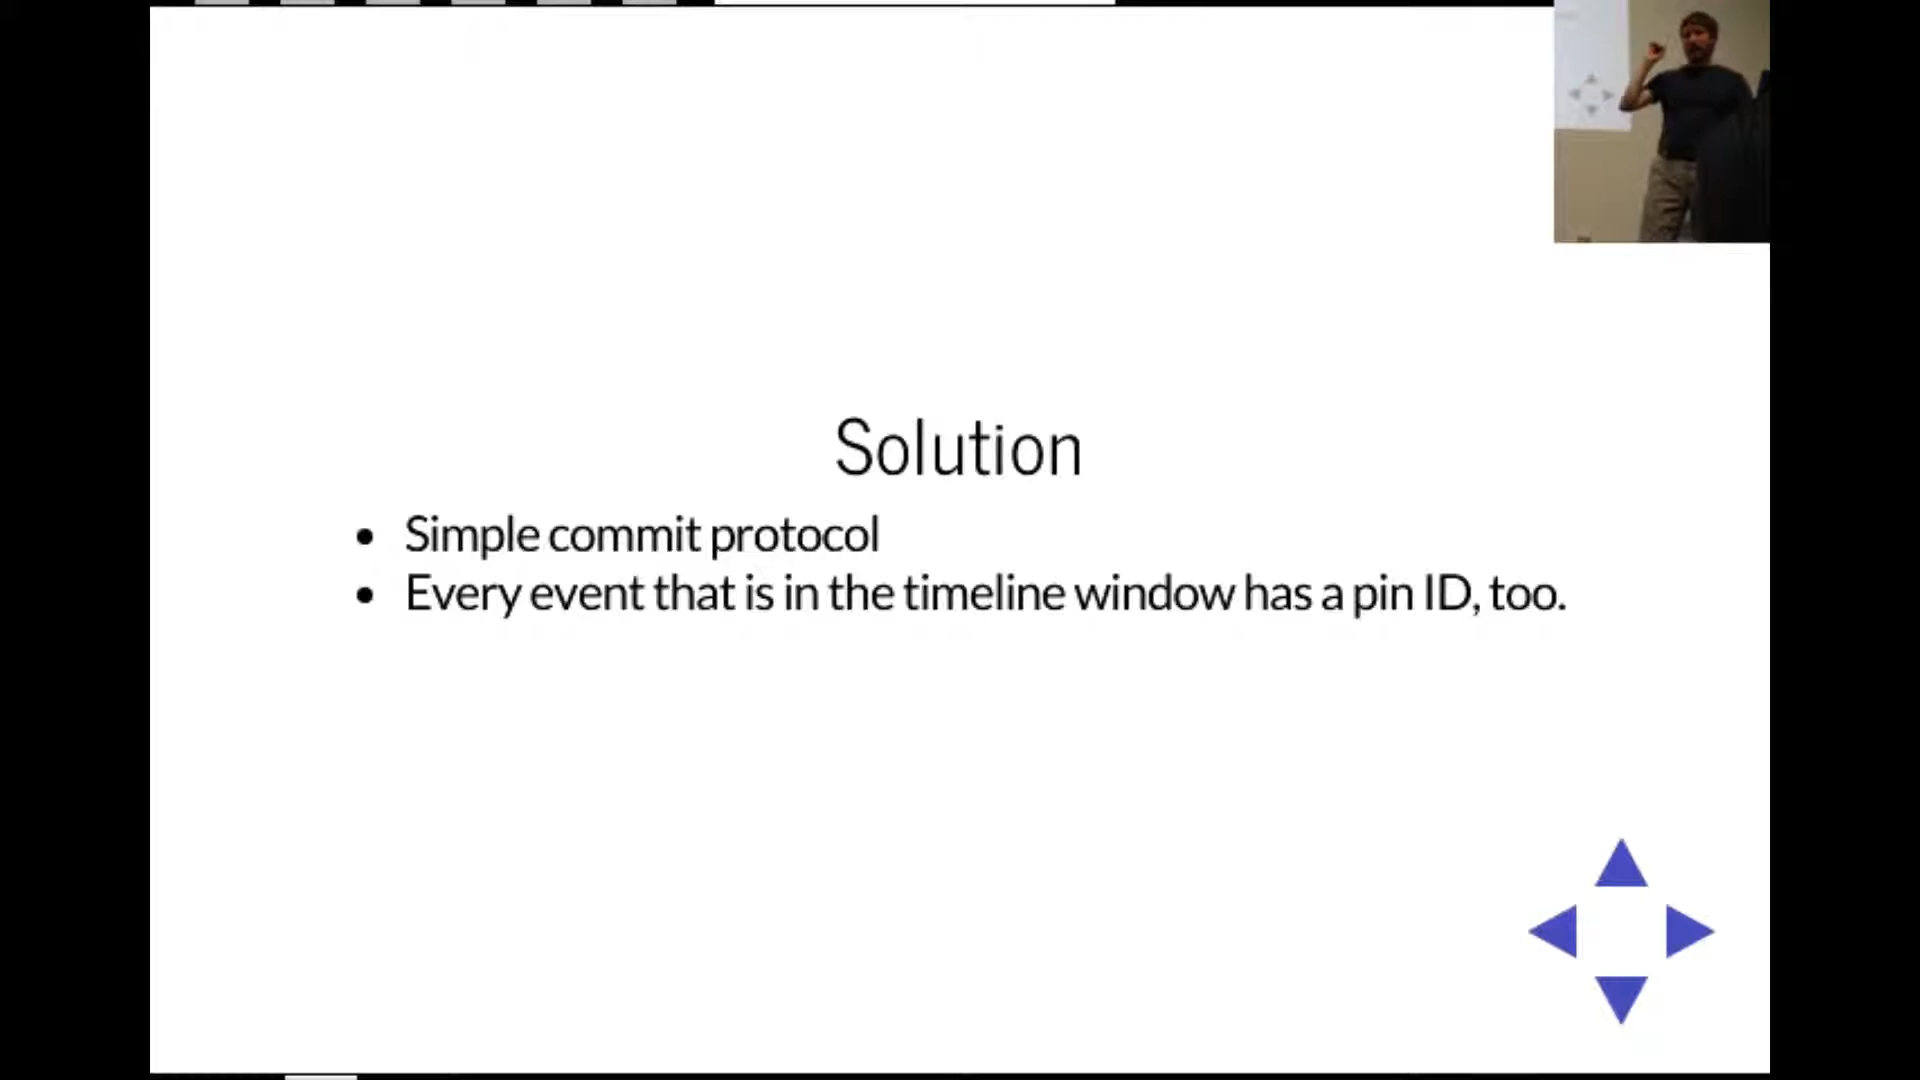 Solution
Simple commit protocol
Every event that is in the timeline window has a pin ID, too.